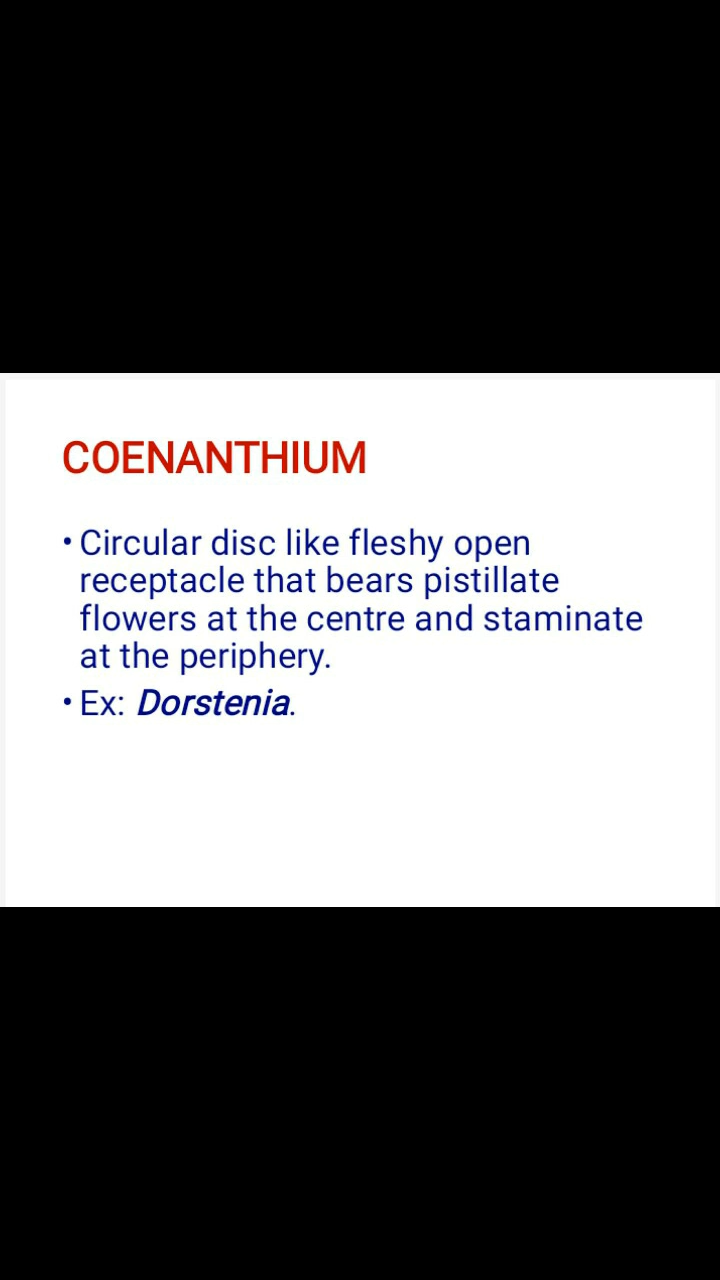 COENANTHIUM
• Circular disc like fleshy open
receptacle that bears pistillate
flowers at the centre and staminate
at the periphery.
• Ex: Dorstenia.